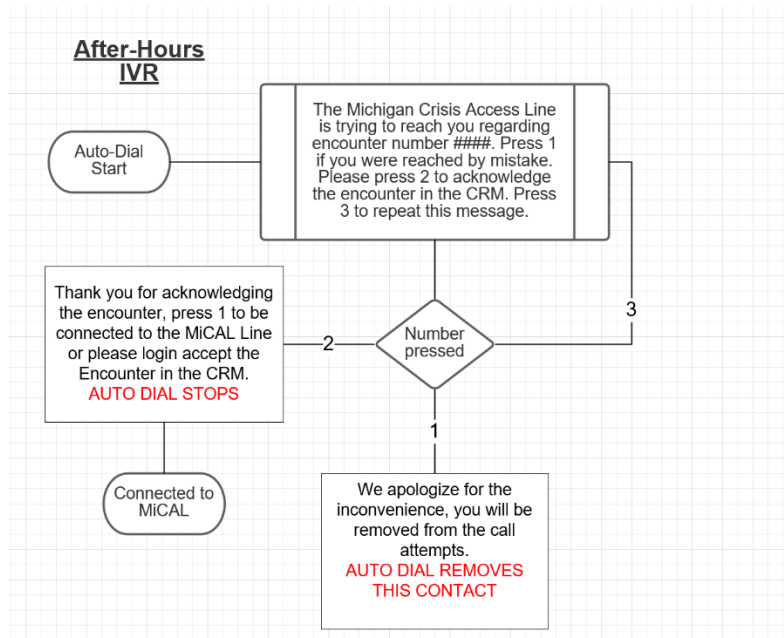 After-Hours
IVR
Auto-Dial
Start
The Michigan Crisis Access Line
is trying to reach you regarding
encounter number ####. Press 1
if you were reached by mistake.
Please press 2 to acknowledge
the encounter in the CRM. Press
3 to repeat this message.
Thank you for acknowledging
the encounter, press 1 to be
connected to the MiCAL Line
or please login accept the
Encounter in the CRM.
AUTO DIAL STOPS
2
Number
pressed
3
1
Connected to
MiCAL
We apologize for the
inconvenience, you will be
removed from the call
attempts.
AUTO DIAL REMOVES
THIS CONTACT